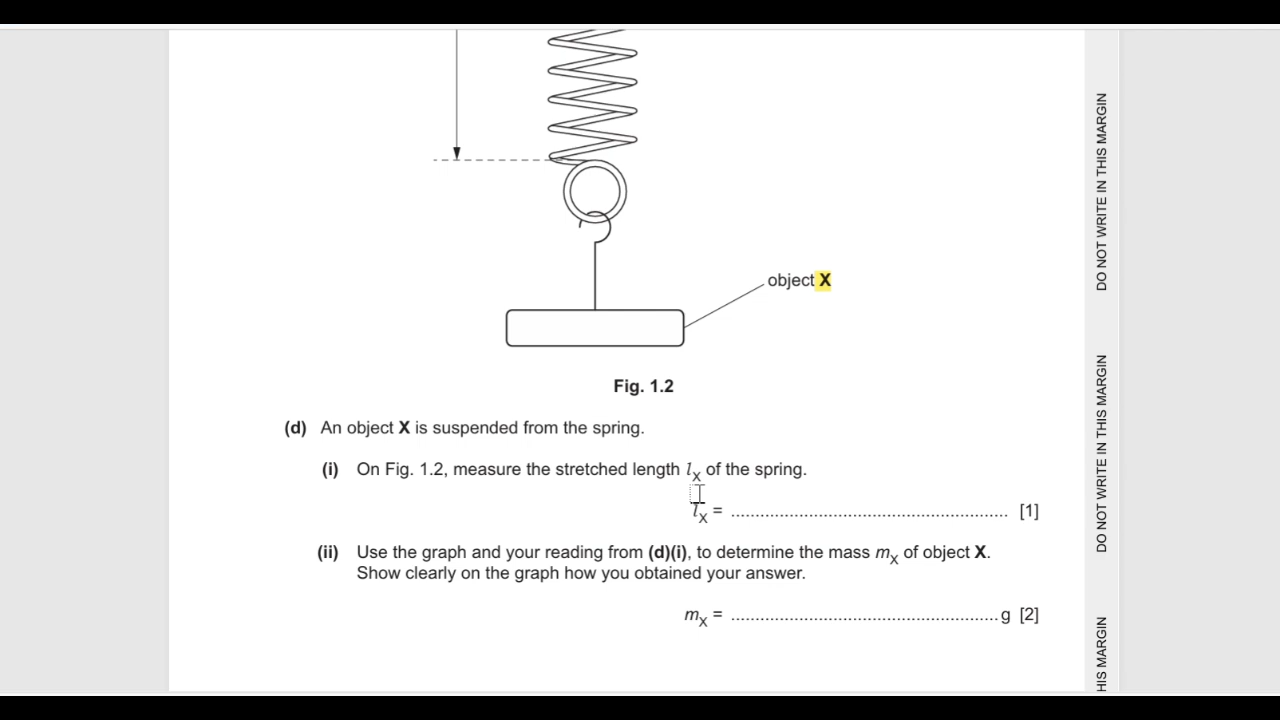 object X
Fig. 1.2
(d) An object X is suspended from the spring.
(i) On Fig. 1.2, measure the stretched length lX of the spring.
lX = ........................................................ [1]
(ii) Use the graph and your reading from (d)(i), to determine the mass mX of object X.
Show clearly on the graph how you obtained your answer.
mX = ...................................................... g [2]
DO NOT WRITE IN THIS MARGIN
DO NOT WRITE IN THIS MARGIN
HIS MARGIN